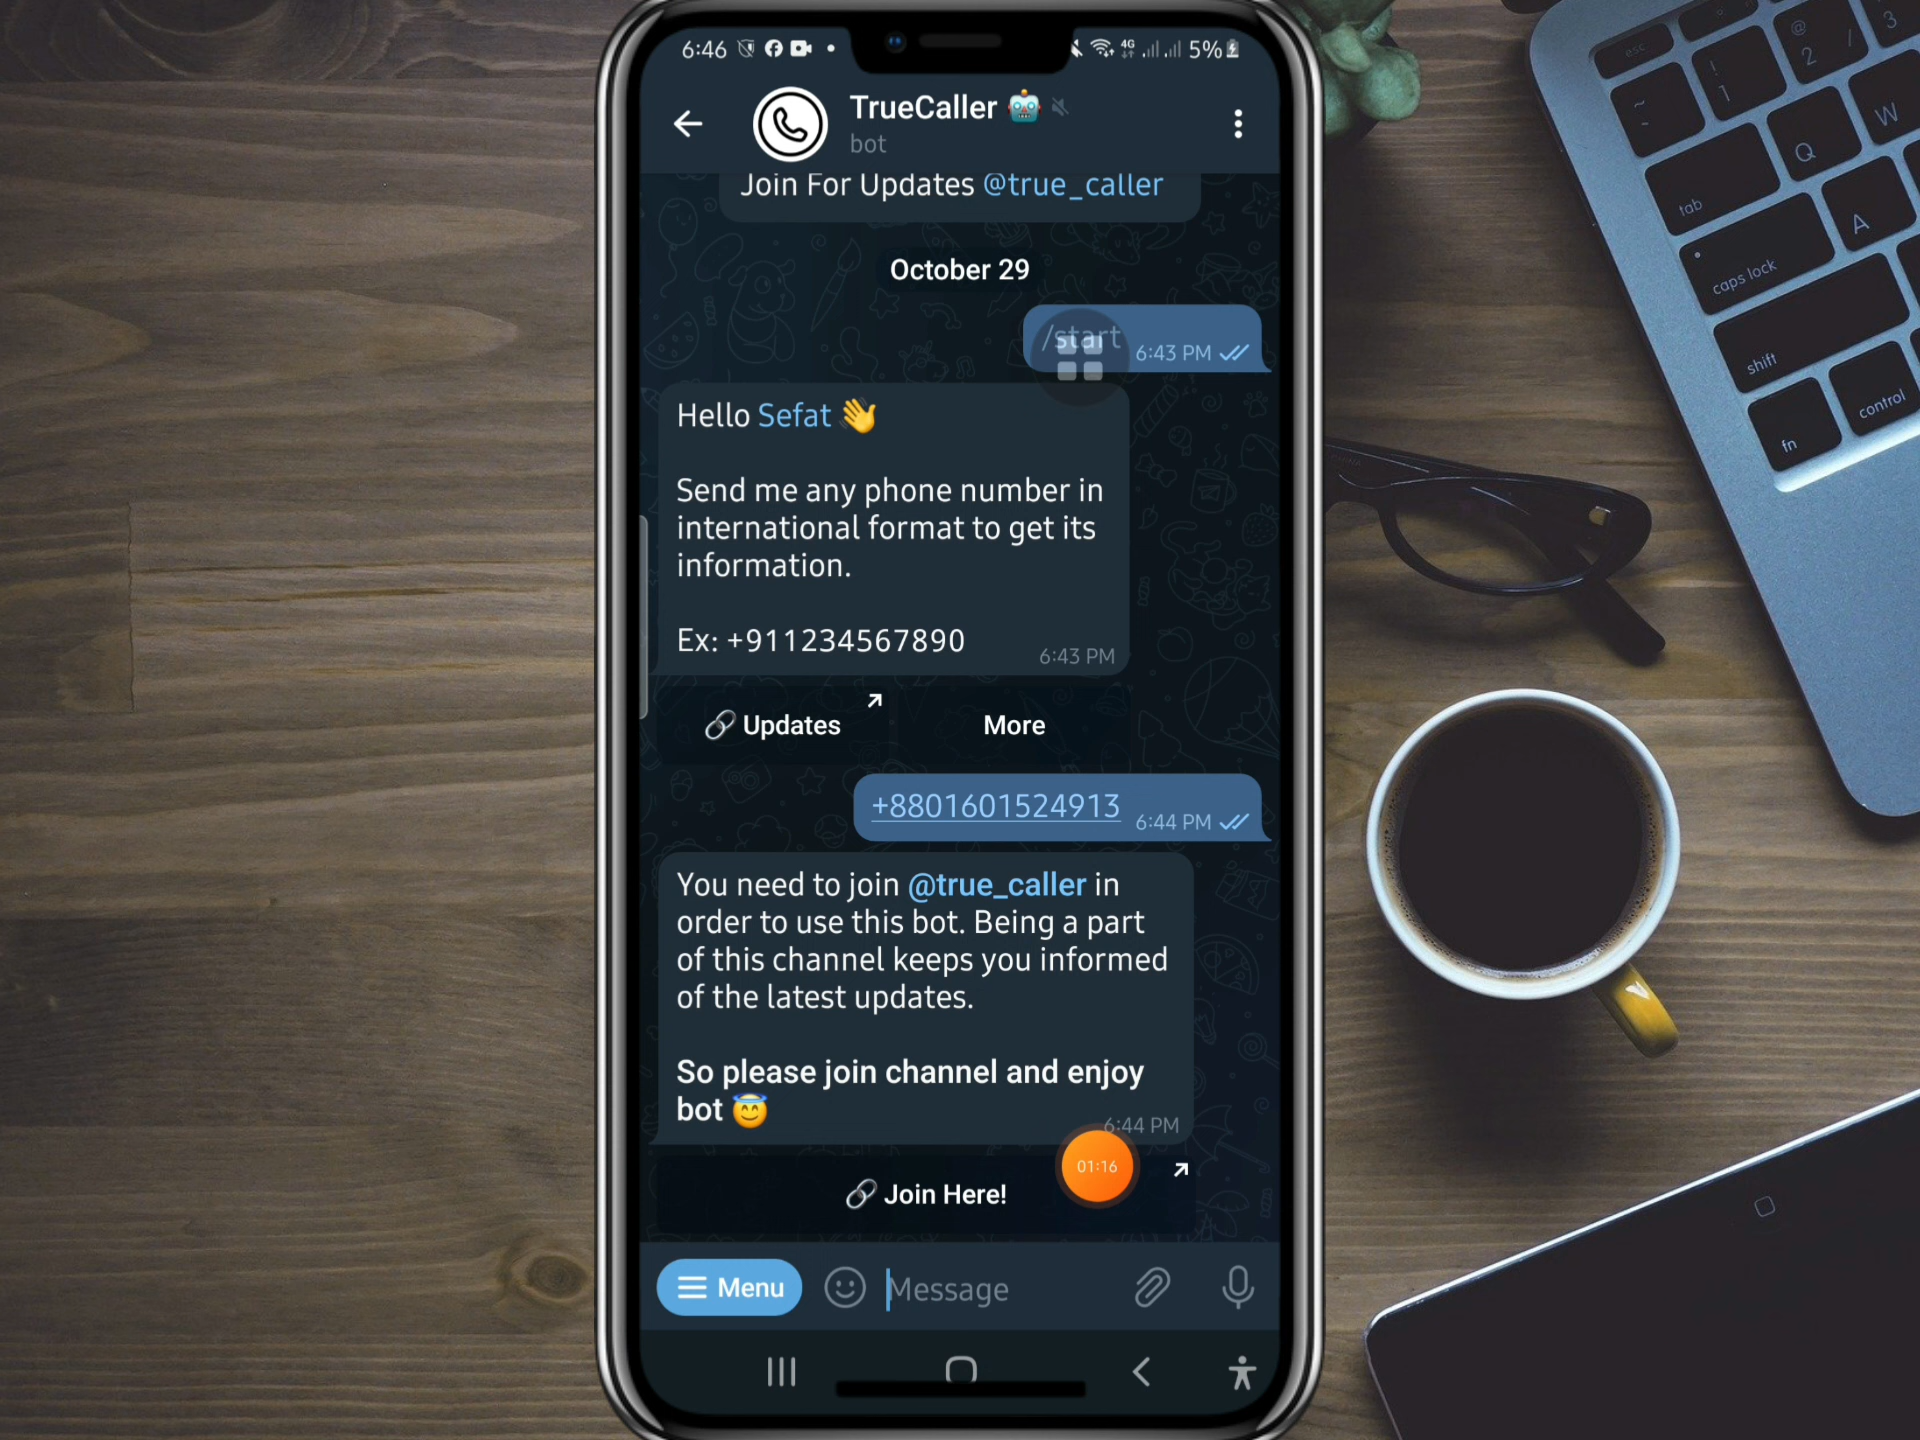 6:46
4G
5%
TrueCaller 🤖
bot
Join For Updates @true_caller
October 29
/start
6:43 PM
Hello Sefat 👋
Send me any phone number in
international format to get its
information.
Ex: +911234567890
6:43 PM
🔗 Updates
More
+8801601524913
6:44 PM
You need to join @true_caller in
order to use this bot. Being a part
of this channel keeps you informed
of the latest updates.
So please join channel and enjoy
bot 😇
6:44 PM
01:16
🔗 Join Here!
Menu
Message
esc
! 1
@ 2
3
~
Q
W
tab
A
caps lock
shift
fn
control